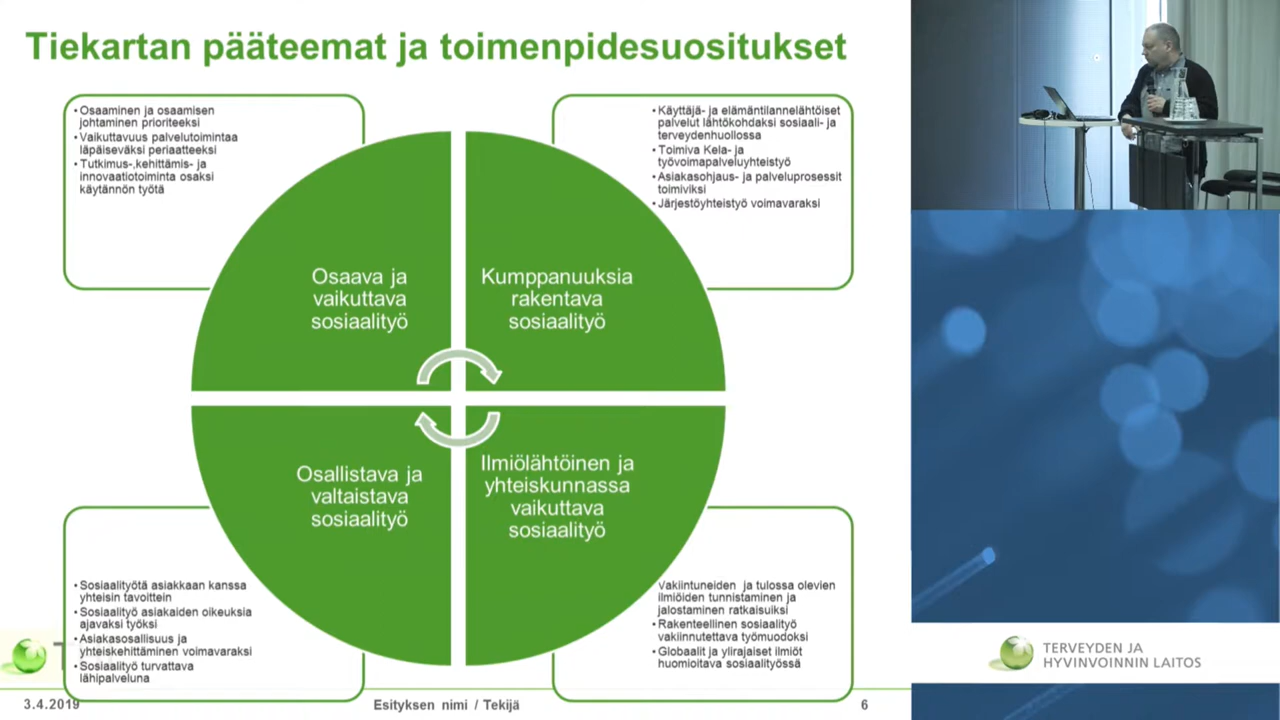 Tiekartan pääteemat ja toimenpidesuositukset
• Osaaminen ja osaamisen
johtaminen prioriteeksi
• Vaikuttavuus palvelutoimintaa
läpäiseväksi periaatteeksi
• Tutkimus-,kehittämis- ja
innovaatiotoiminta osaksi
käytännön työtä
• Käyttäjä- ja elämäntilannelähtöiset
palvelut lähtökohdaksi sosiaali- ja
terveydenhuollossa
• Toimiva Kela- ja
työvoimapalveluyhteistyö
• Asiakasohjaus- ja palveluprosessit
toimiviksi
• Järjestöyhteistyö voimavaraksi
Osaava ja
vaikuttava
sosiaalityö
Kumppanuuksia
rakentava
sosiaalityö
Osallistava ja
valtaistava
sosiaalityö
Ilmiölähtöinen ja
yhteiskunnassa
vaikuttava
sosiaalityö
• Sosiaalityötä asiakkaan kanssa
yhteisin tavoittein
• Sosiaalityö asiakaiden oikeuksia
ajavaksi työksi
• Asiakasosallisuus ja
yhteiskehittäminen voimavaraksi
• Sosiaalityö turvattava
lähipalveluna
Vakiintuneiden ja tulossa olevien
ilmiöiden tunnistaminen ja
jalostaminen ratkaisuiksi
• Rakenteellinen sosiaalityö
vakiinnutettava työmuodoksi
• Globaalit ja ylirajaiset ilmiöt
huomioitava sosiaalityössä
T
3.4.2019
Esityksen nimi / Tekijä
6
TERVEYDEN JA
HYVINVOINNIN LAITOS